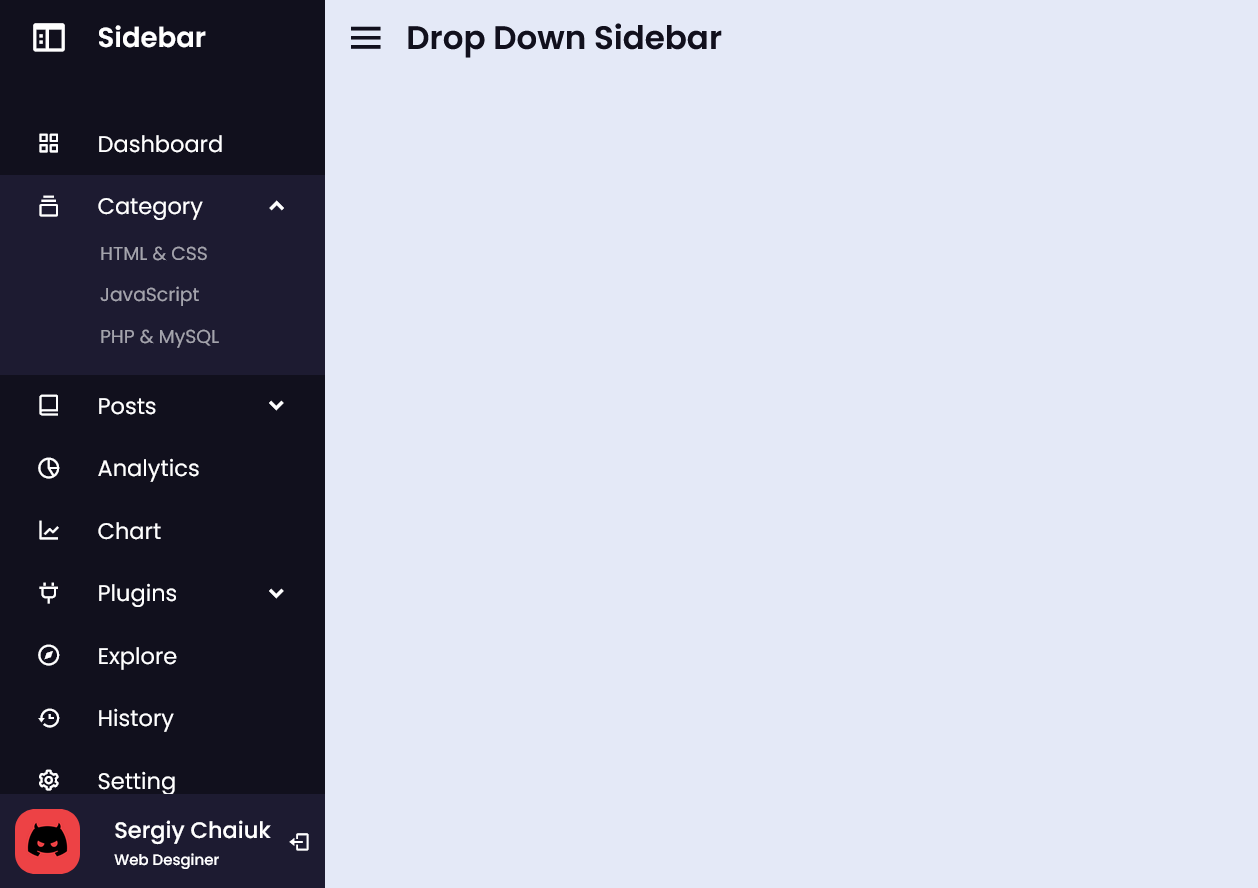 Sidebar
Drop Down Sidebar
Dashboard
Category
HTML & CSS
JavaScript
PHP & MySQL
Posts
Analytics
Chart
Plugins
Explore
History
Setting
Sergiy Chaiuk
Web Desginer